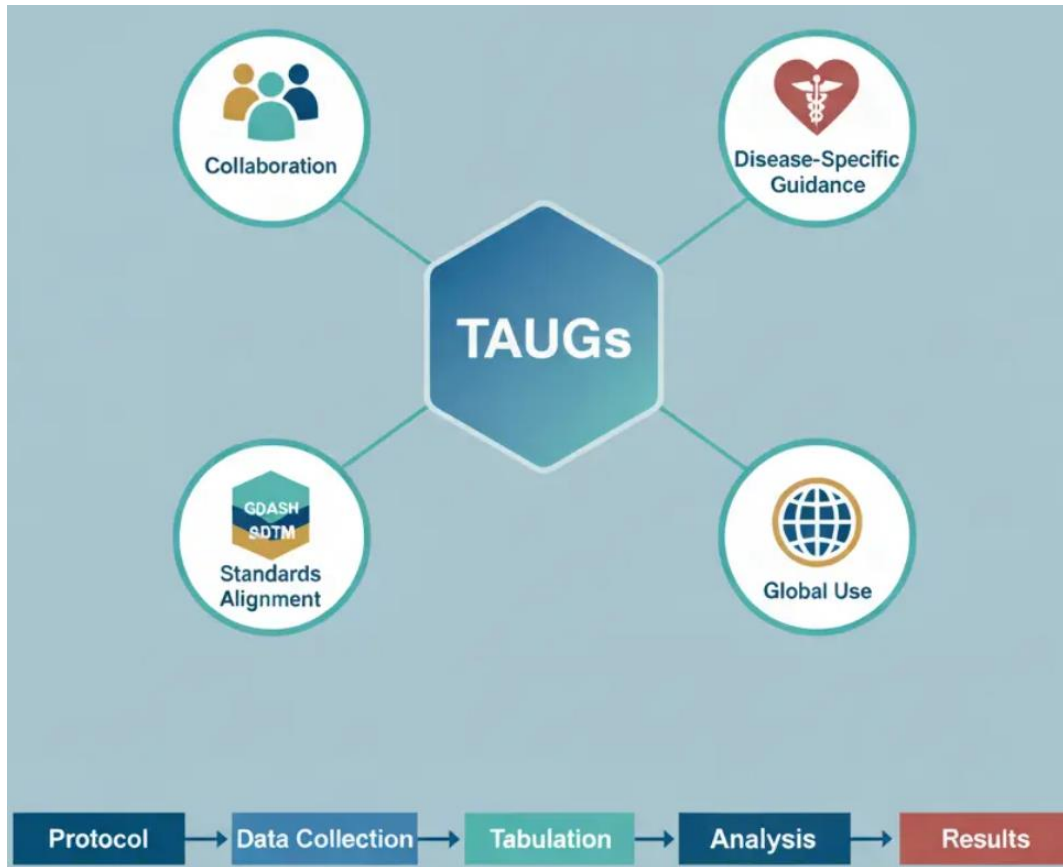 Collaboration
Disease-Specific
Guidance
TAUGs
GDASH
SDTM
Standards
Alignment
Global Use
Protocol
Data Collection
Tabulation
Analysis
Results